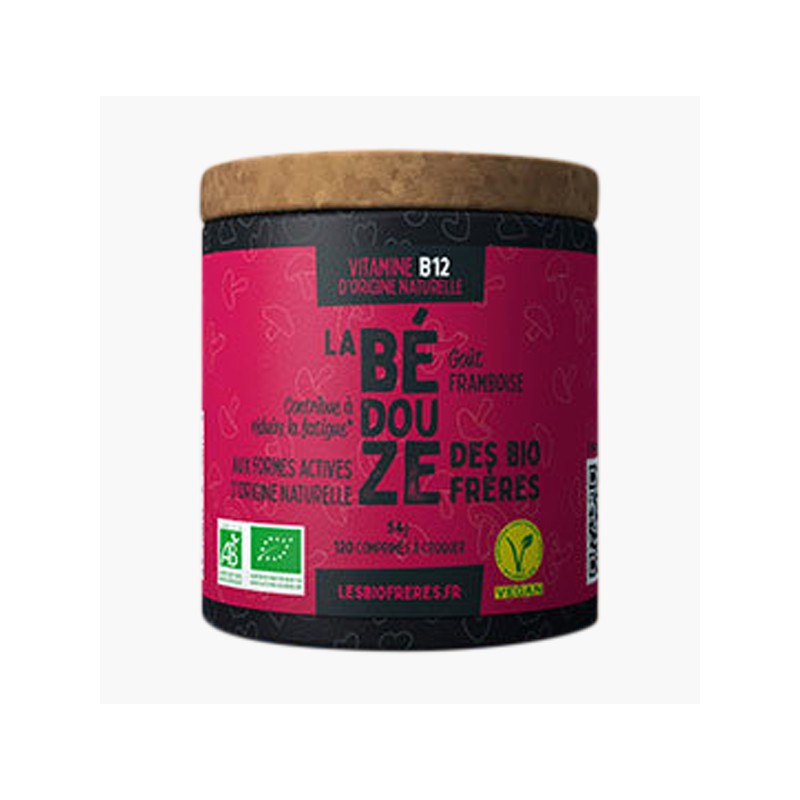 VITAMINE B12
D'ORIGINE NATURELLE
LA BÉ
DOU
ZE
Goût
FRAMBOISE
Contribue à
réduire la fatigue*
AUX FORMES ACTIVES
D'ORIGINE NATURELLE
DES BIO
FRÈRES
54g
120 COMPRIMÉS À CROQUER
AB
VEGAN
LESBIOFRERES.FR